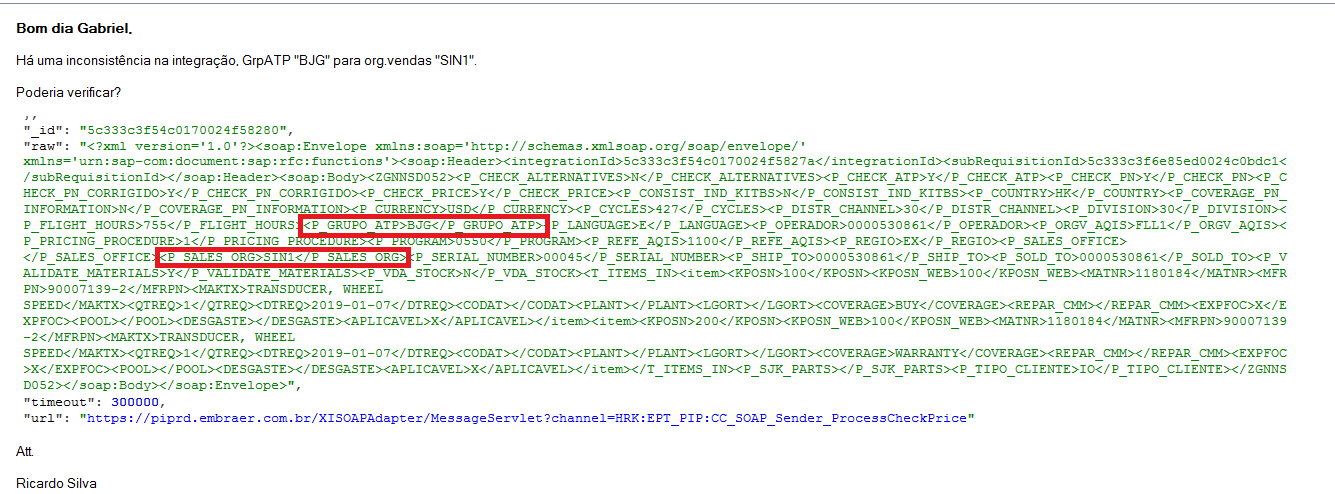 Bom dia Gabriel,
Há uma inconsistência na integração, GrpATP "BJG" para org.vendas "SIN1".
Poderia verificar?
},
"_id": "5c333c3f54c0170024f58280",
"raw": "<?xml version='1.0'?><soap:Envelope xmlns:soap='http://schemas.xmlsoap.org/soap/envelope/'
xmlns='urn:sap-com:document:sap:rfc:functions'><soap:Header><integrationId>5c333c3f54c0170024f5827a</integrationId><subRequisitionId>5c333c3f6e85ed0024c0bdc1<
/subRequisitionId></soap:Header><soap:Body><ZGNNSD052><P_CHECK_ALTERNATIVES>N</P_CHECK_ALTERNATIVES><P_CHECK_ATP>Y</P_CHECK_ATP><P_CHECK_PN>Y</P_CHECK_PN><P_C
HECK_PN_CORRIGIDO>Y</P_CHECK_PN_CORRIGIDO><P_CHECK_PRICE>Y</P_CHECK_PRICE><P_CONSIST_IND_KITBS>N</P_CONSIST_IND_KITBS><P_COUNTRY>HK</P_COUNTRY><P_COVERAGE_PN_
INFORMATION>N</P_COVERAGE_PN_INFORMATION><P_CURRENCY>USD</P_CURRENCY><P_CYCLES>427</P_CYCLES><P_DISTR_CHANNEL>30</P_DISTR_CHANNEL><P_DIVISION>30</P_DIVISION><
P_FLIGHT_HOURS>755</P_FLIGHT_HOURS><P_GRUPO_ATP>BJG</P_GRUPO_ATP><P_LANGUAGE>E</P_LANGUAGE><P_OPERADOR>0000530861</P_OPERADOR><P_ORGV_AQIS>FLL1</P_ORGV_AQIS><
P_PRICING_PROCEDURE>1</P_PRICING_PROCEDURE><P_PROGRAM>0550</P_PROGRAM><P_REFE_AQIS>1100</P_REFE_AQIS><P_REGIO>EX</P_REGIO><P_SALES_OFFICE>
</P_SALES_OFFICE><P_SALES_ORG>SIN1</P_SALES_ORG><P_SERIAL_NUMBER>00045</P_SERIAL_NUMBER><P_SHIP_TO>0000530861</P_SHIP_TO><P_SOLD_TO>0000530861</P_SOLD_TO><P_V
ALIDATE_MATERIALS>Y</P_VALIDATE_MATERIALS><P_VDA_STOCK>N</P_VDA_STOCK><T_ITEMS_IN><item><KPOSN>100</KPOSN><KPOSN_WEB>100</KPOSN_WEB><MATNR>1180184</MATNR><MFR
PN>90007139-2</MFRPN><MAKTX>TRANSDUCER, WHEEL
SPEED</MAKTX><QTREQ>1</QTREQ><DTREQ>2019-01-07</DTREQ><CODAT></CODAT><PLANT></PLANT><LGORT></LGORT><COVERAGE>BUY</COVERAGE><REPAR_CMM></REPAR_CMM><EXPFOC>X</E
XPFOC><POOL></POOL><DESGASTE></DESGASTE><APLICAVEL>X</APLICAVEL></item><item><KPOSN>200</KPOSN><KPOSN_WEB>100</KPOSN_WEB><MATNR>1180184</MATNR><MFRPN>90007139
-2</MFRPN><MAKTX>TRANSDUCER, WHEEL
SPEED</MAKTX><QTREQ>1</QTREQ><DTREQ>2019-01-07</DTREQ><CODAT></CODAT><PLANT></PLANT><LGORT></LGORT><COVERAGE>WARRANTY</COVERAGE><REPAR_CMM></REPAR_CMM><EXPFOC
>X</EXPFOC><POOL></POOL><DESGASTE></DESGASTE><APLICAVEL>X</APLICAVEL></item></T_ITEMS_IN><P_SJK_PARTS></P_SJK_PARTS><P_TIPO_CLIENTE>IO</P_TIPO_CLIENTE></ZGNNS
D052></soap:Body></soap:Envelope>",
"timeout": 300000,
"url": "https://piprd.embraer.com.br/XISOAPAdapter/MessageServlet?channel=HRK:EPT_PIP:CC_SOAP_Sender_ProcessCheckPrice"
Att.
Ricardo Silva